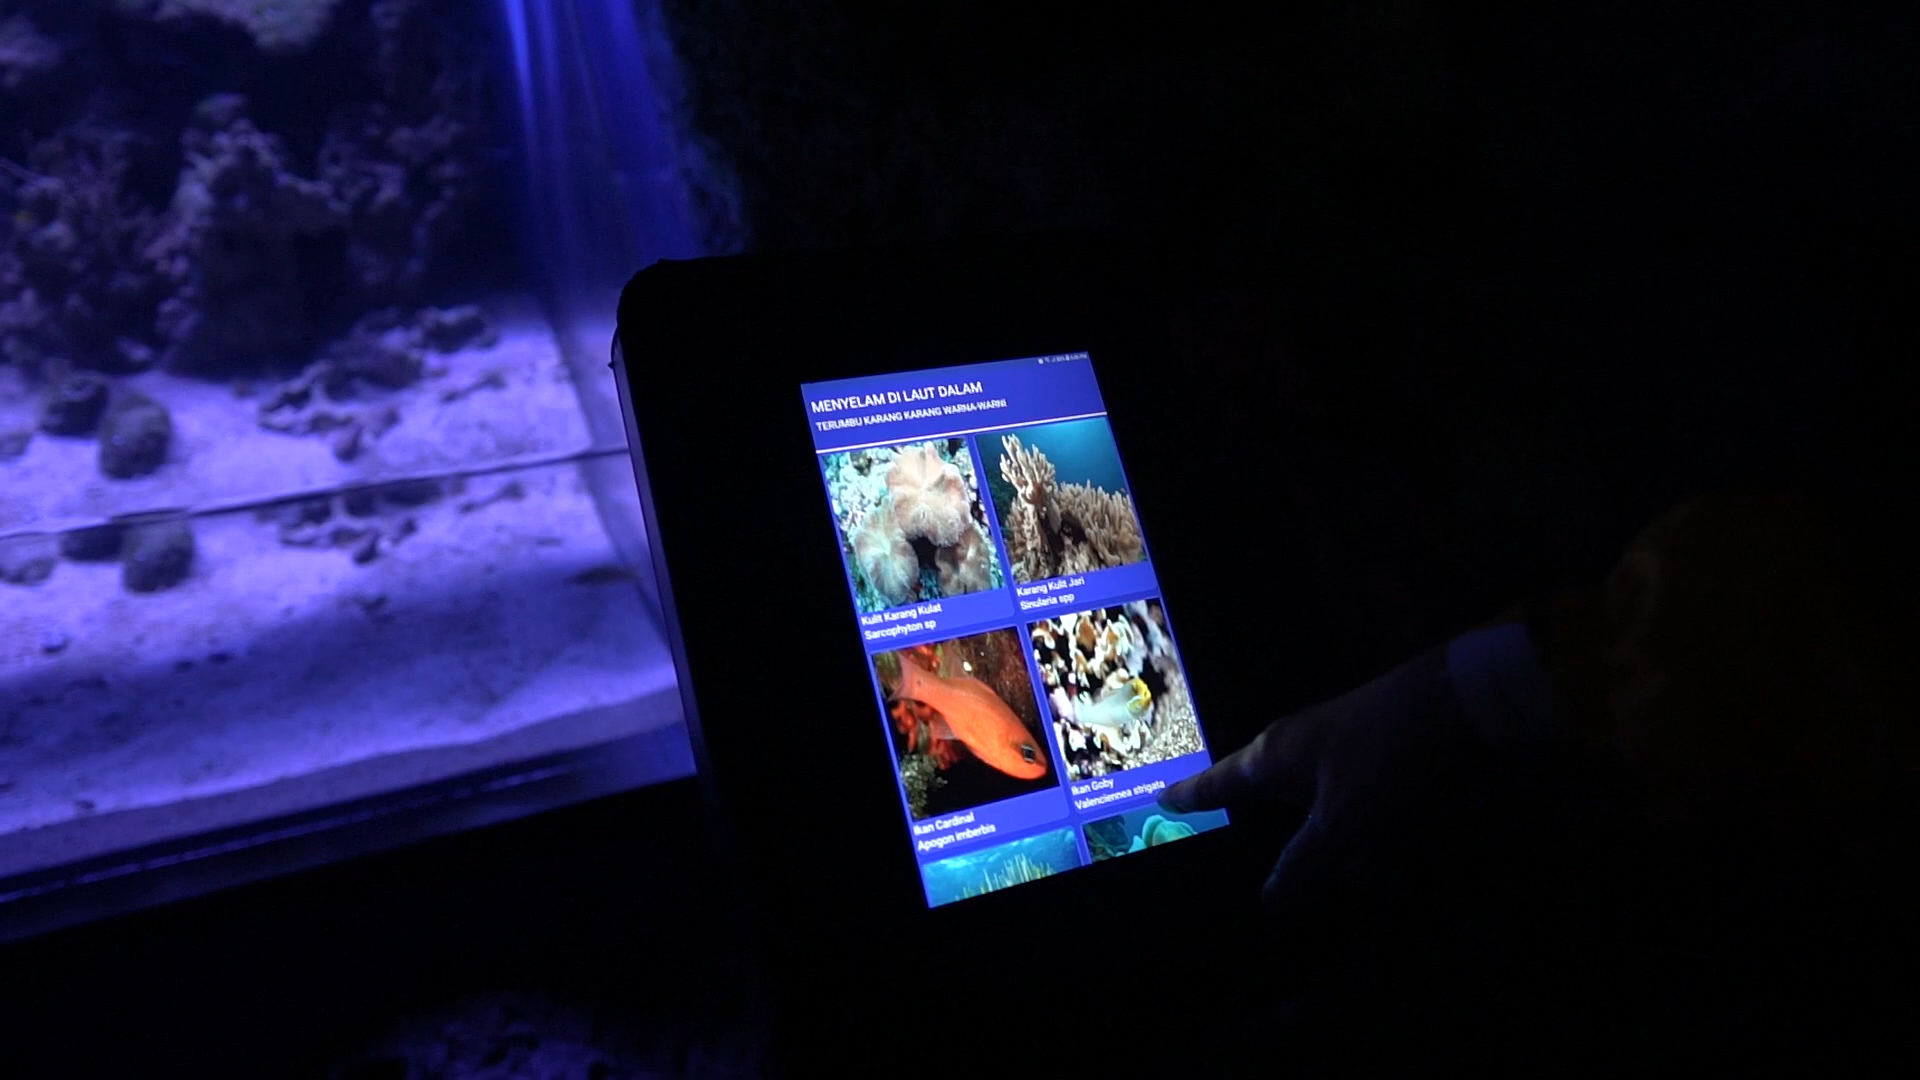 MENYELAM DI LAUT DALAM
TERUMBU KARANG KARANG WARNA-WARNI
Kulit Karang Kulat
Sarcophyton sp
Karang Kulit Jari
Sinularia spp
Ikan Cardinal
Apogon imberbis
Ikan Goby
Valenciennea strigata